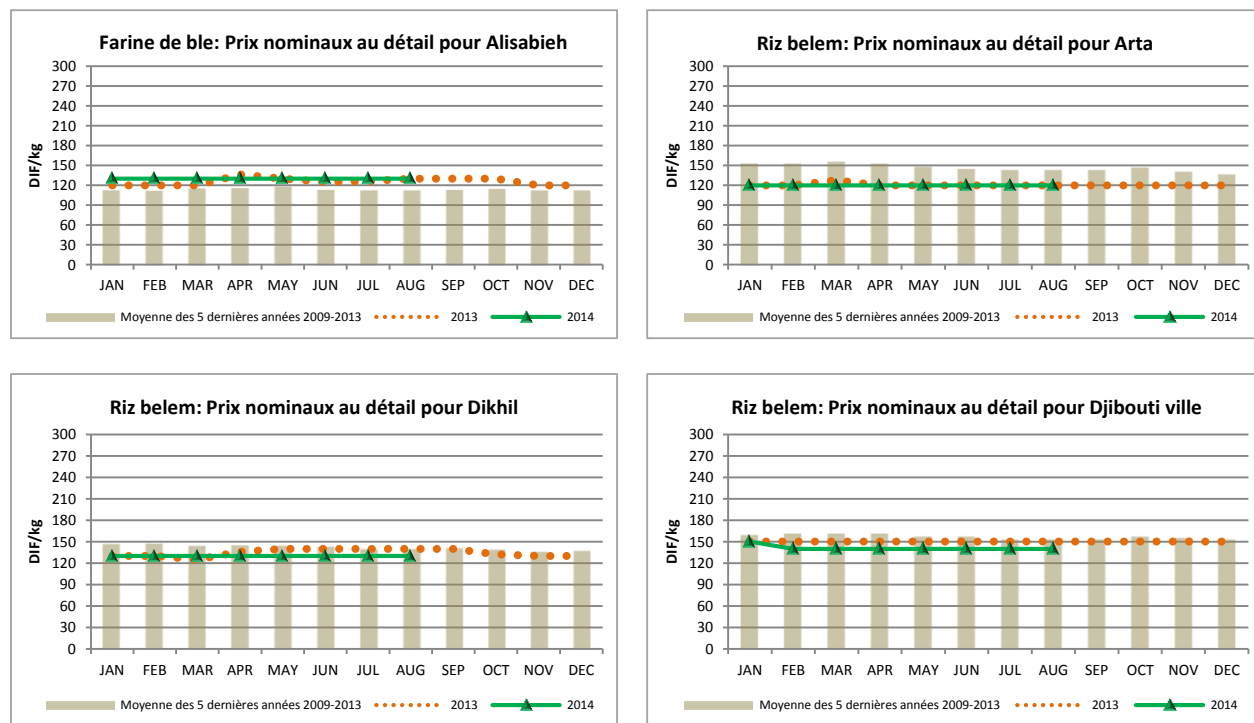 Farine de ble: Prix nominaux au détail pour Alisabieh
DIF/kg
300
270
240
210
180
150
120
90
60
30
0
JAN FEB MAR APR MAY JUN JUL AUG SEP OCT NOV DEC
Moyenne des 5 dernières années 2009-2013 2013 2014
Riz belem: Prix nominaux au détail pour Arta
DIF/kg
300
270
240
210
180
150
120
90
60
30
0
JAN FEB MAR APR MAY JUN JUL AUG SEP OCT NOV DEC
Moyenne des 5 dernières années 2009-2013 2013 2014
Riz belem: Prix nominaux au détail pour Dikhil
DIF/kg
300
270
240
210
180
150
120
90
60
30
0
JAN FEB MAR APR MAY JUN JUL AUG SEP OCT NOV DEC
Moyenne des 5 dernières années 2009-2013 2013 2014
Riz belem: Prix nominaux au détail pour Djibouti ville
DIF/kg
300
270
240
210
180
150
120
90
60
30
0
JAN FEB MAR APR MAY JUN JUL AUG SEP OCT NOV DEC
Moyenne des 5 dernières années 2009-2013 2013 2014